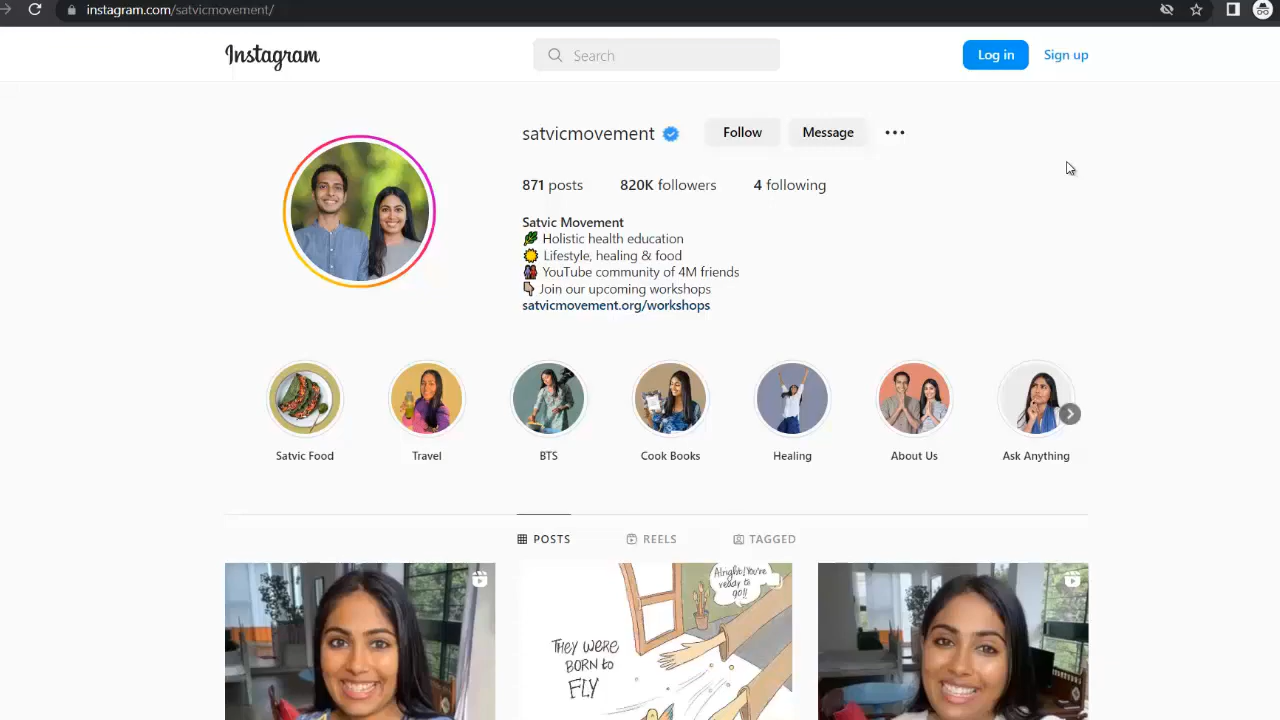 instagram.com/satvicmovement/
Instagram
Search
Log in
Sign up
satvicmovement
Follow
Message
871 posts
820K followers
4 following
Satvic Movement
Holistic health education
Lifestyle, healing & food
YouTube community of 4M friends
Join our upcoming workshops
satvicmovement.org/workshops
Satvic Food
Travel
BTS
Cook Books
Healing
About Us
Ask Anything
POSTS
REELS
TAGGED
Alright! You're
ready to
go!!
THEY WERE
BORN to
FLY